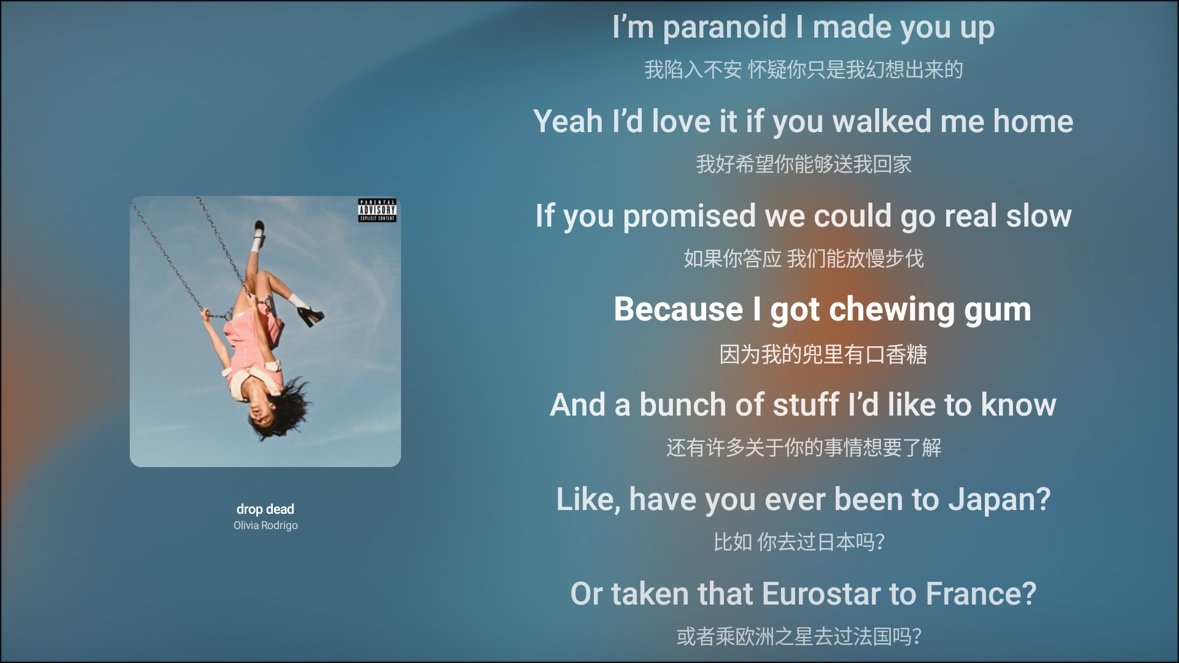 PARENTAL
ADVISORY
EXPLICIT CONTENT
drop dead
Olivia Rodrigo
I’m paranoid I made you up
我陷入不安 怀疑你只是我幻想出来的
Yeah I’d love it if you walked me home
我好希望你能够送我回家
If you promised we could go real slow
如果你答应 我们能放慢步伐
Because I got chewing gum
因为我的兜里有口香糖
And a bunch of stuff I’d like to know
还有许多关于你的事情想要了解
Like, have you ever been to Japan?
比如 你去过日本吗？
Or taken that Eurostar to France?
或者乘欧洲之星去过法国吗？